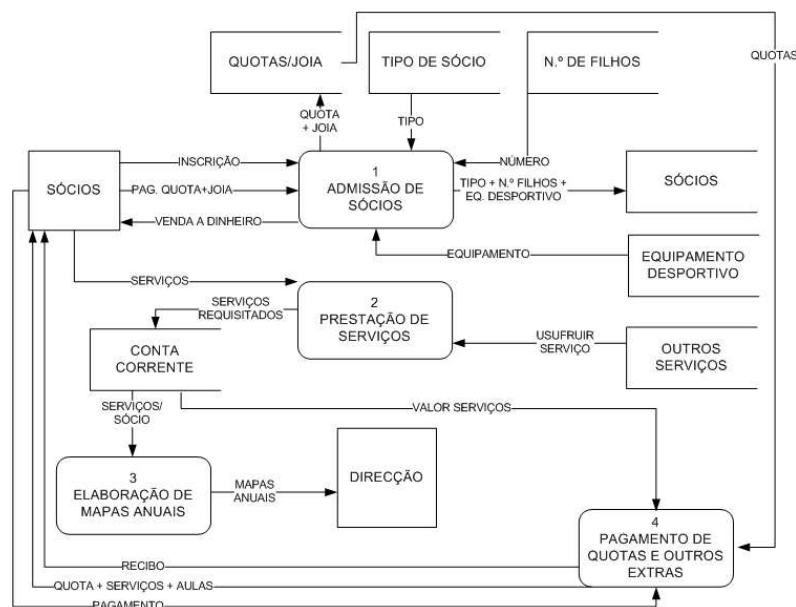 QUOTAS/JOIA
TIPO DE SÓCIO
N.º DE FILHOS
QUOTAS
QUOTA
+ JOIA
TIPO
INSCRIÇÃO
NÚMERO
1
ADMISSÃO DE
SÓCIOS
SÓCIOS
PAG. QUOTA+JOIA
TIPO + N.º FILHOS +
EQ. DESPORTIVO
SÓCIOS
VENDA A DINHEIRO
EQUIPAMENTO
EQUIPAMENTO
DESPORTIVO
SERVIÇOS
SERVIÇOS
REQUISITADOS
2
PRESTAÇÃO DE
SERVIÇOS
USUFRUIR
SERVIÇO
OUTROS
SERVIÇOS
CONTA
CORRENTE
SERVIÇOS/
SÓCIO
VALOR SERVIÇOS
3
ELABORAÇÃO DE
MAPAS ANUAIS
MAPAS
ANUAIS
DIRECÇÃO
4
PAGAMENTO DE
QUOTAS E OUTROS
EXTRAS
RECIBO
QUOTA + SERVIÇOS + AULAS
PAGAMENTO